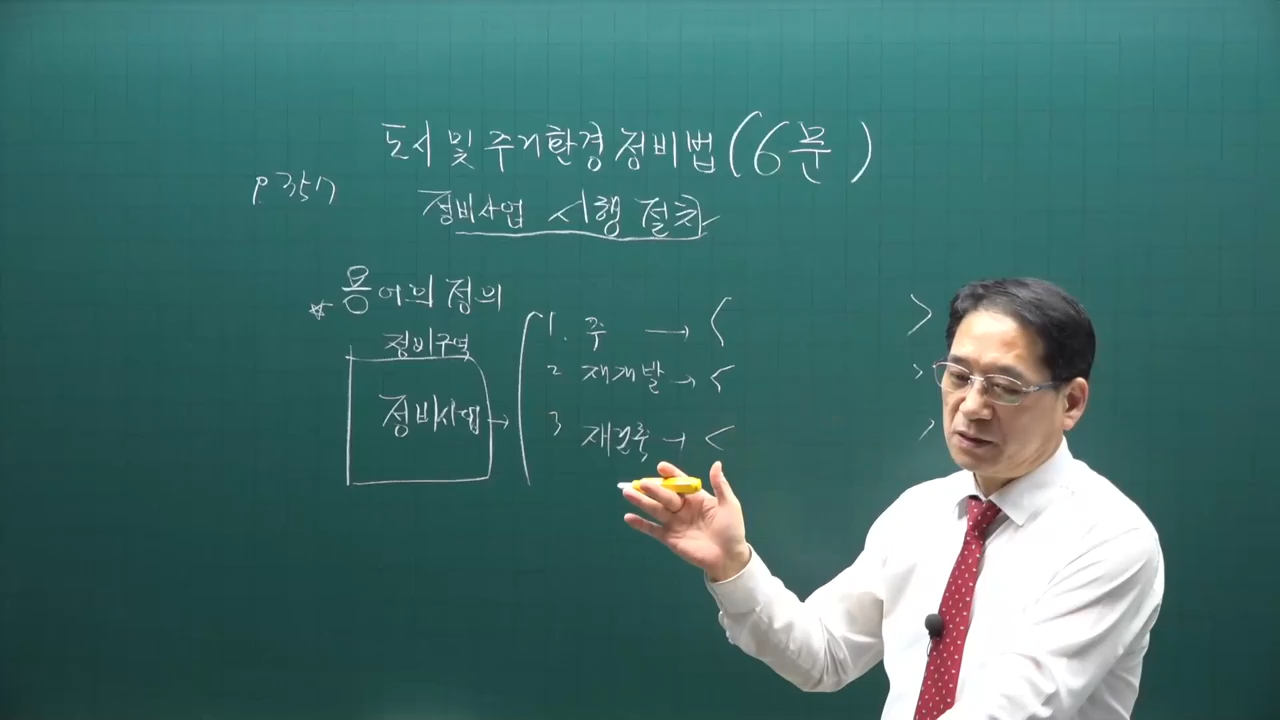 도시 및 주거환경정비법 (6문)
p.357
정비사업 시행 절차
* 용어의 정의
정비구역
정비사업 →
1. 주 → < >
2 재개발 → < >
3 재건축 → < >